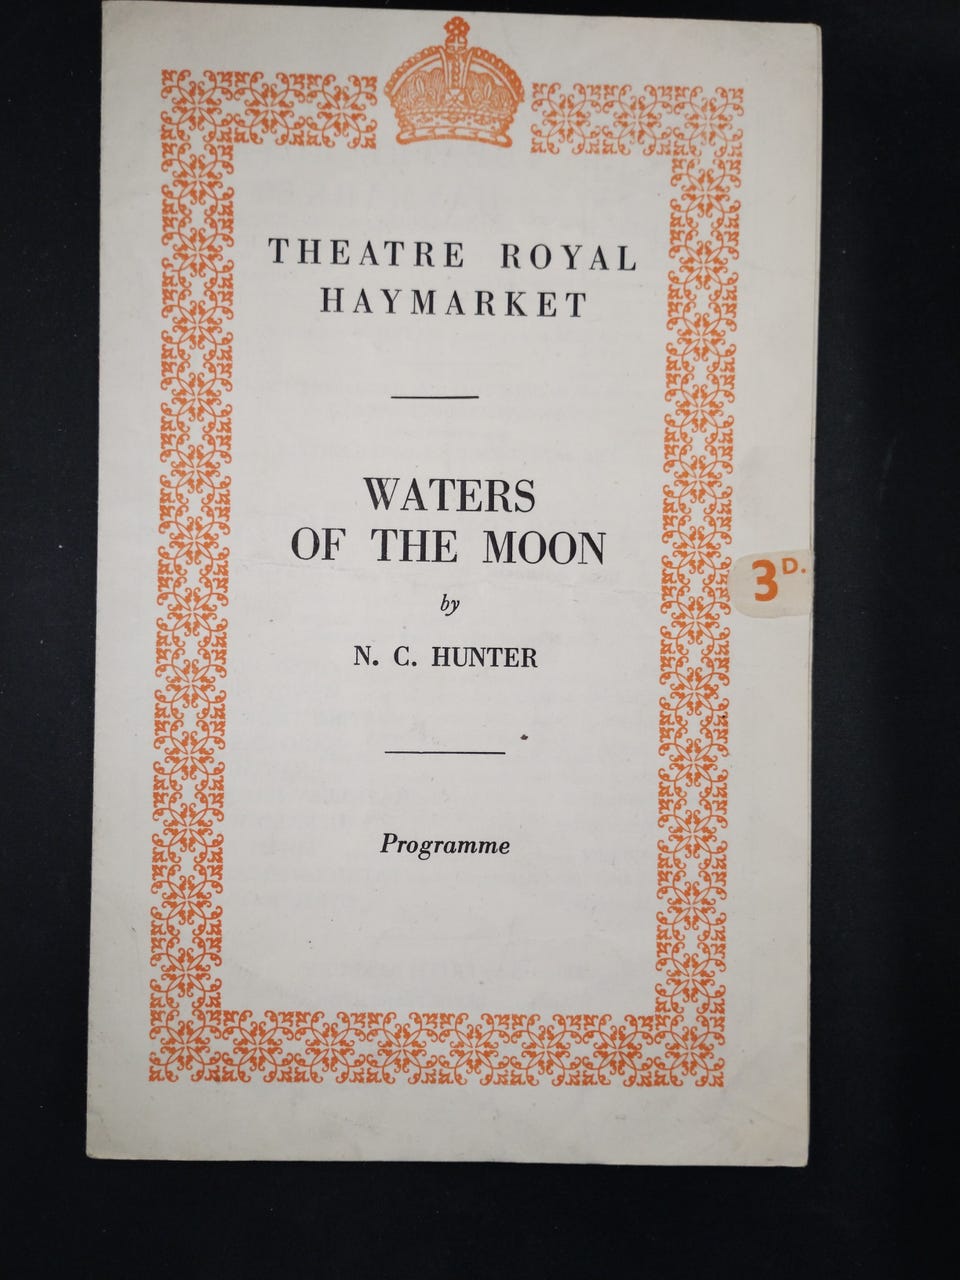 THEATRE ROYAL
HAYMARKET
WATERS
OF THE MOON
by
N. C. HUNTER
3D.
Programme